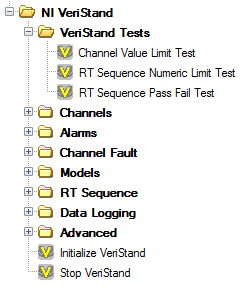 NI VeriStand
VeriStand Tests
Channel Value Limit Test
RT Sequence Numeric Limit Test
RT Sequence Pass Fail Test
Channels
Alarms
Channel Fault
Models
RT Sequence
Data Logging
Advanced
Initialize VeriStand
Stop VeriStand